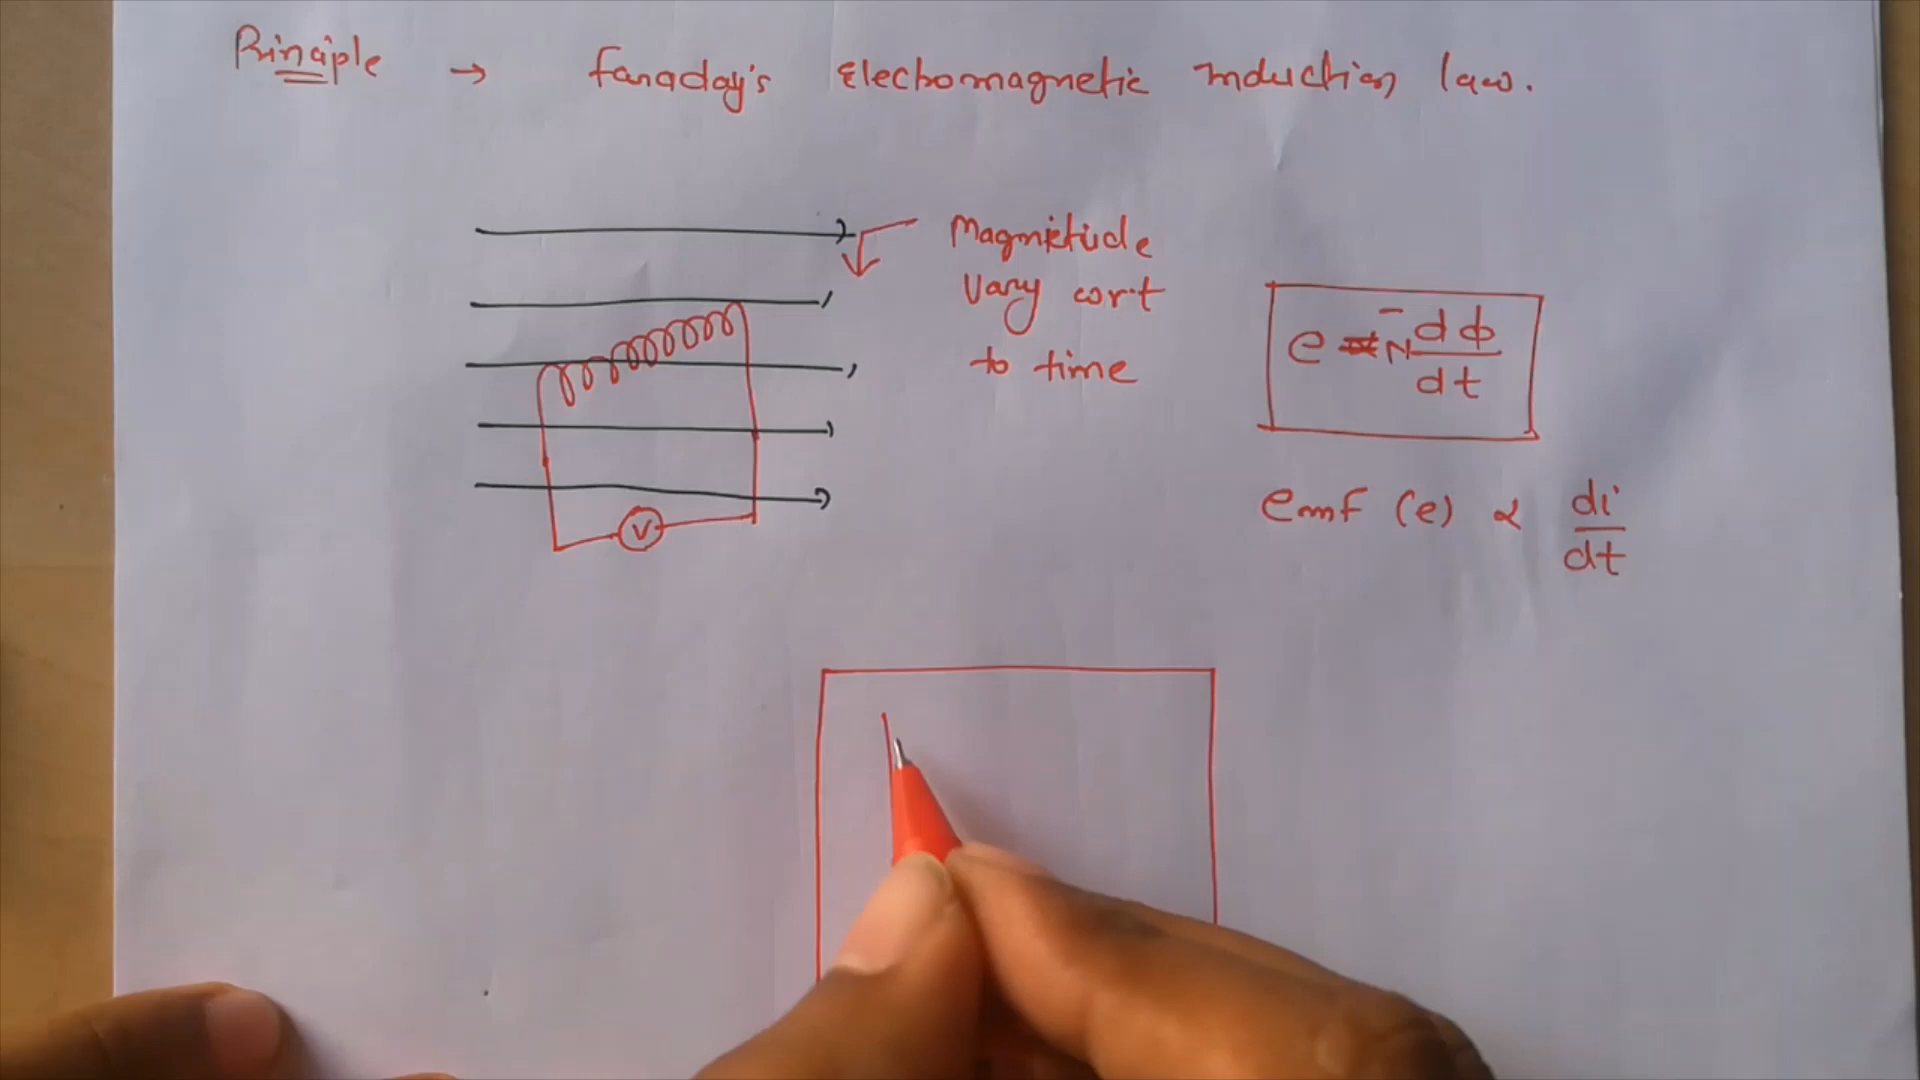 Principle → Faraday's Electromagnetic Induction law.
Magnitude
vary w.r.t
to time
e = -N dφ/dt
emf (e) ∝ di/dt
V